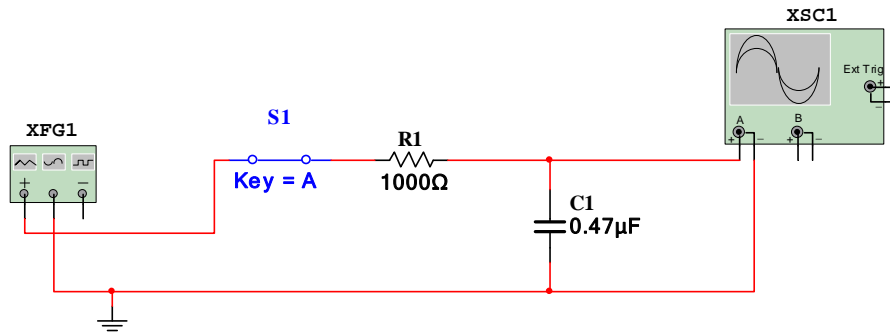 XSC1
Ext Trig
+
−
A
B
+ −
+ −
XFG1
+ −
S1
Key = A
R1
1000Ω
C1
0.47µF